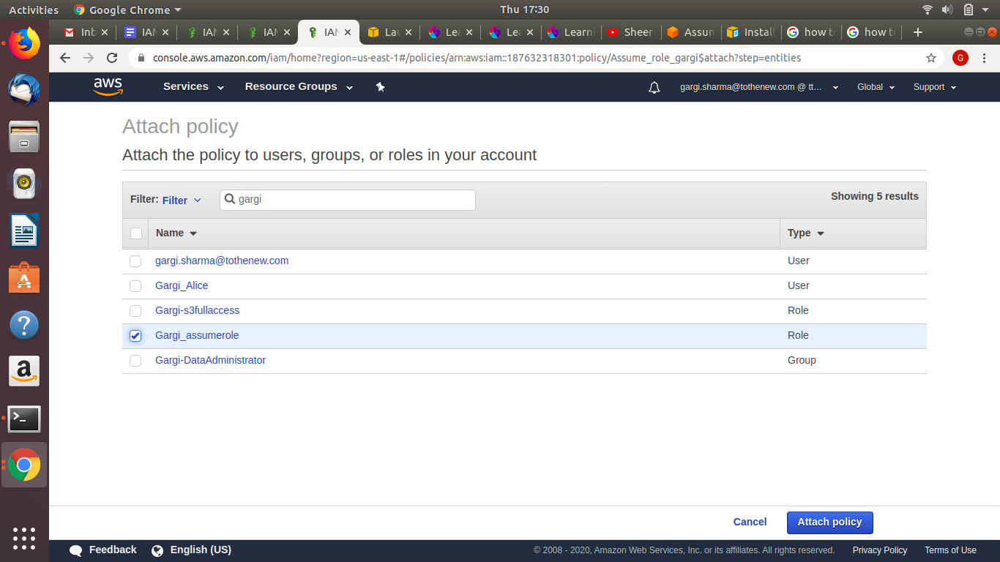 Activities Google Chrome Thu 17:30
Inb IAM IAM IAM IAM Lau Lea Lea Learni Sheer Assum Install how to how to
console.aws.amazon.com/iam/home?region=us-east-1#/policies/arn:aws:iam::187632318301:policy/Assume_role_gargi$attach?step=entities G
aws Services Resource Groups gargi.sharma@tothenew.com @ tt... Global Support
Attach policy
Attach the policy to users, groups, or roles in your account
Filter: Filter gargi Showing 5 results
Name Type
gargi.sharma@tothenew.com User
Gargi_Alice User
Gargi-s3fullaccess Role
Gargi_assumerole Role
Gargi-DataAdministrator Group
Cancel Attach policy
Feedback English (US) © 2008 - 2020, Amazon Web Services, Inc. or its affiliates. All rights reserved. Privacy Policy Terms of Use